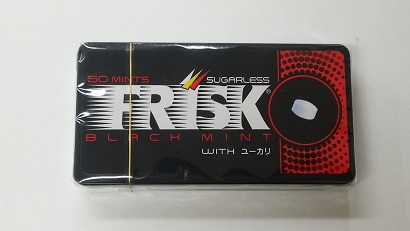 50 MINTS SUGARLESS
FRISK®
BLACK MINT
WITH ユーカリ